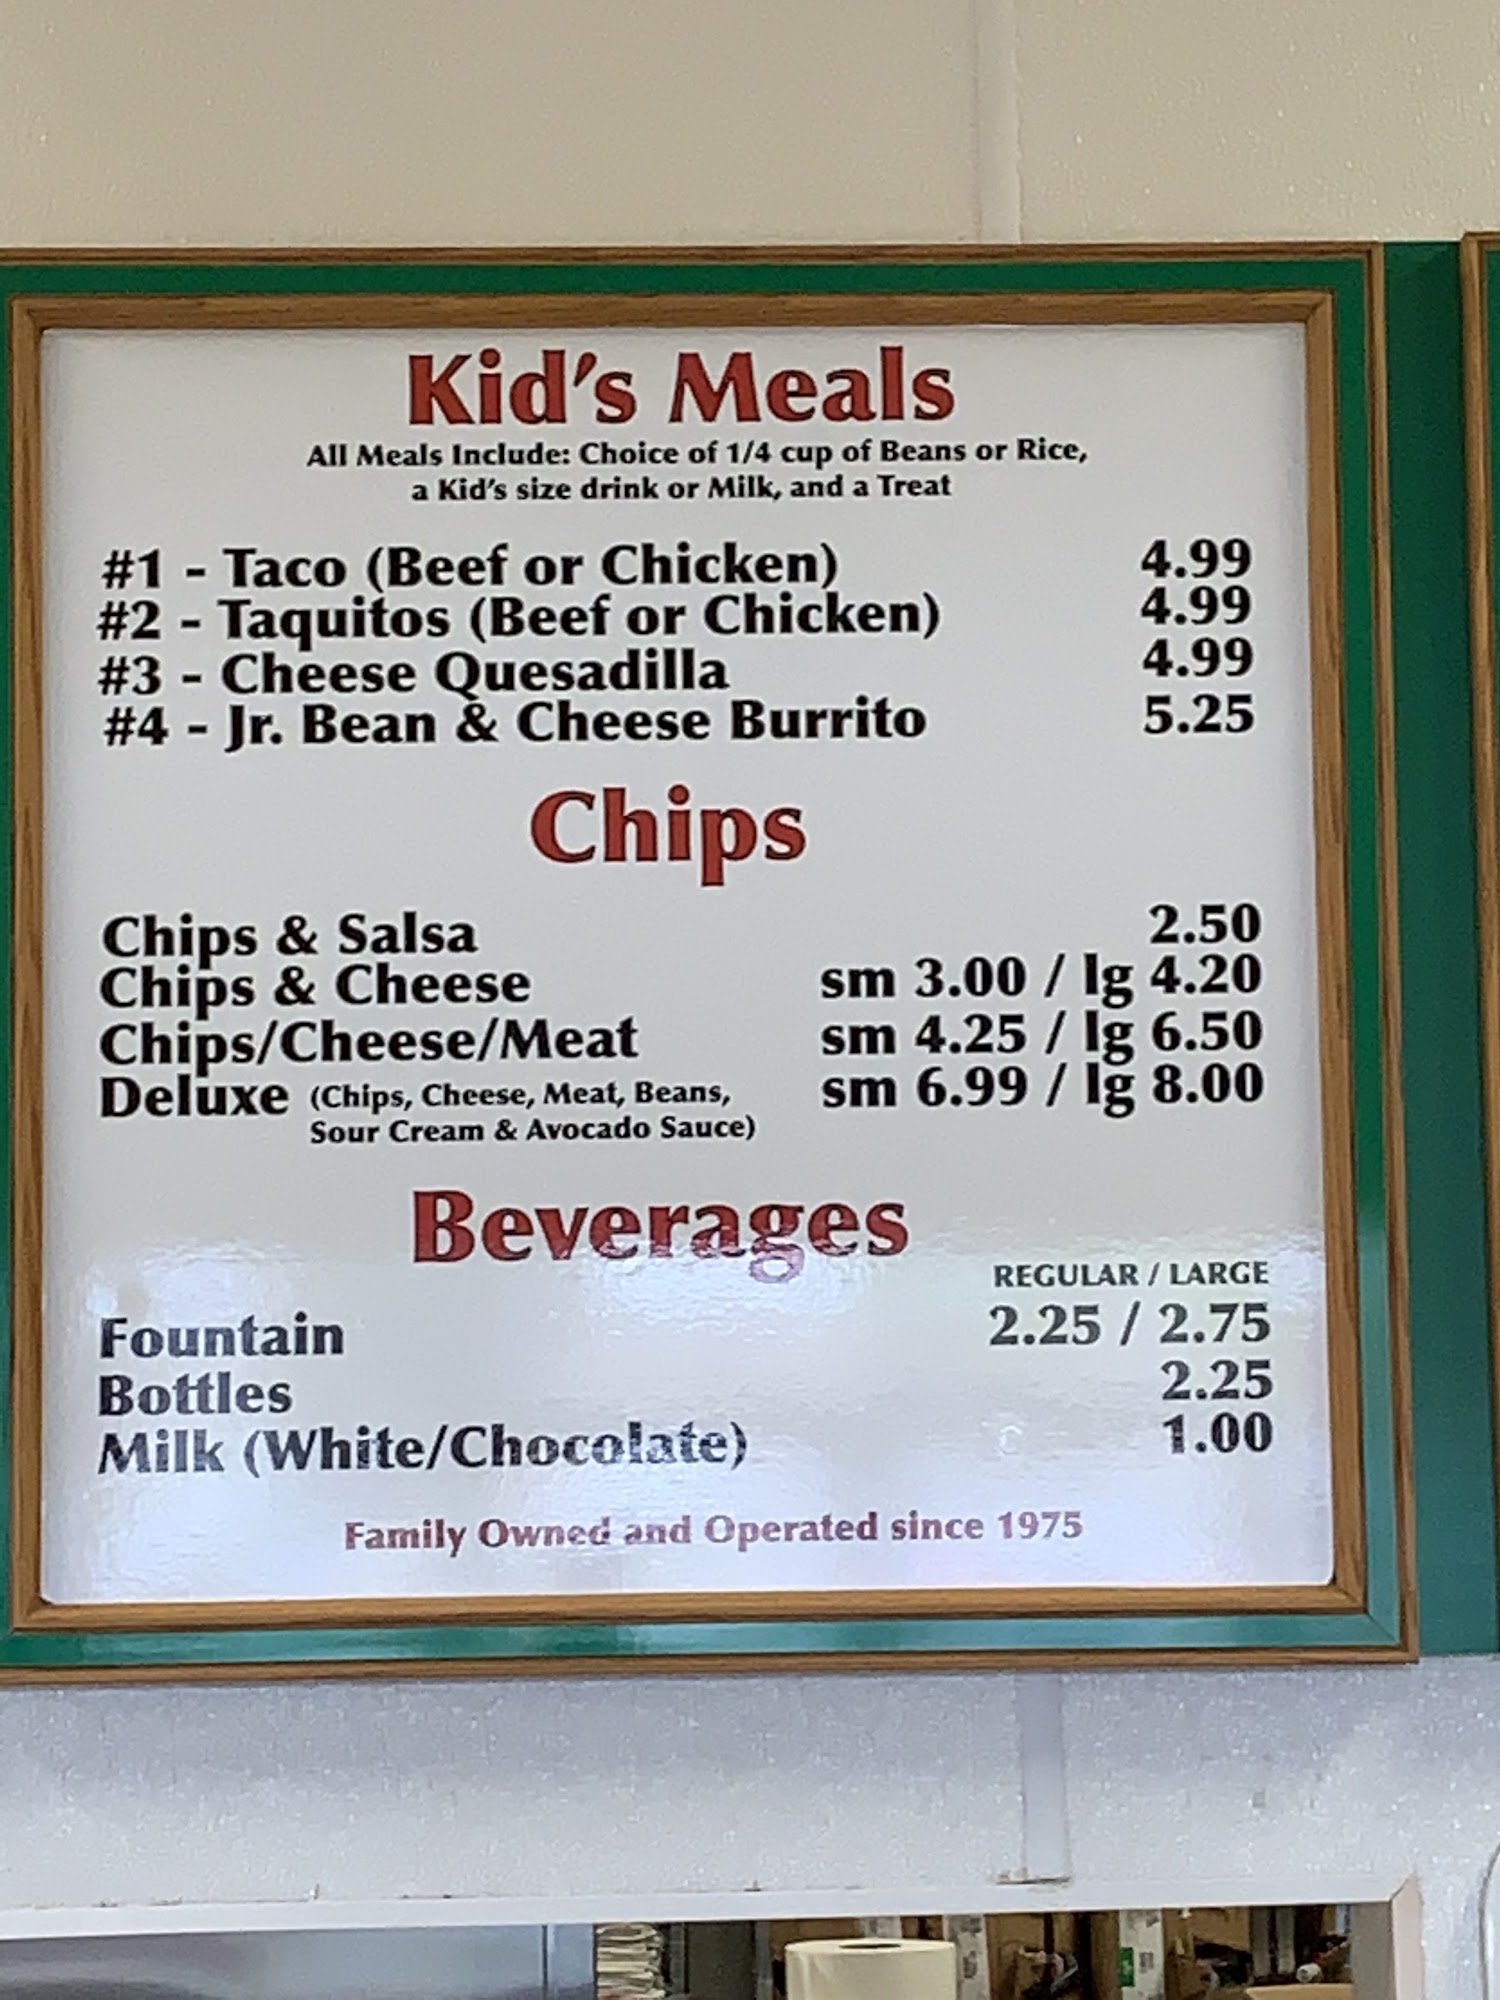 Kid's Meals
All Meals Include: Choice of 1/4 cup of Beans or Rice,
a Kid's size drink or Milk, and a Treat
#1 - Taco (Beef or Chicken) 4.99
#2 - Taquitos (Beef or Chicken) 4.99
#3 - Cheese Quesadilla 4.99
#4 - Jr. Bean & Cheese Burrito 5.25
Chips
Chips & Salsa 2.50
Chips & Cheese sm 3.00 / lg 4.20
Chips/Cheese/Meat sm 4.25 / lg 6.50
Deluxe (Chips, Cheese, Meat, Beans, sm 6.99 / lg 8.00
Sour Cream & Avocado Sauce)
Beverages
REGULAR / LARGE
Fountain 2.25 / 2.75
Bottles 2.25
Milk (White/Chocolate) 1.00
Family Owned and Operated since 1975